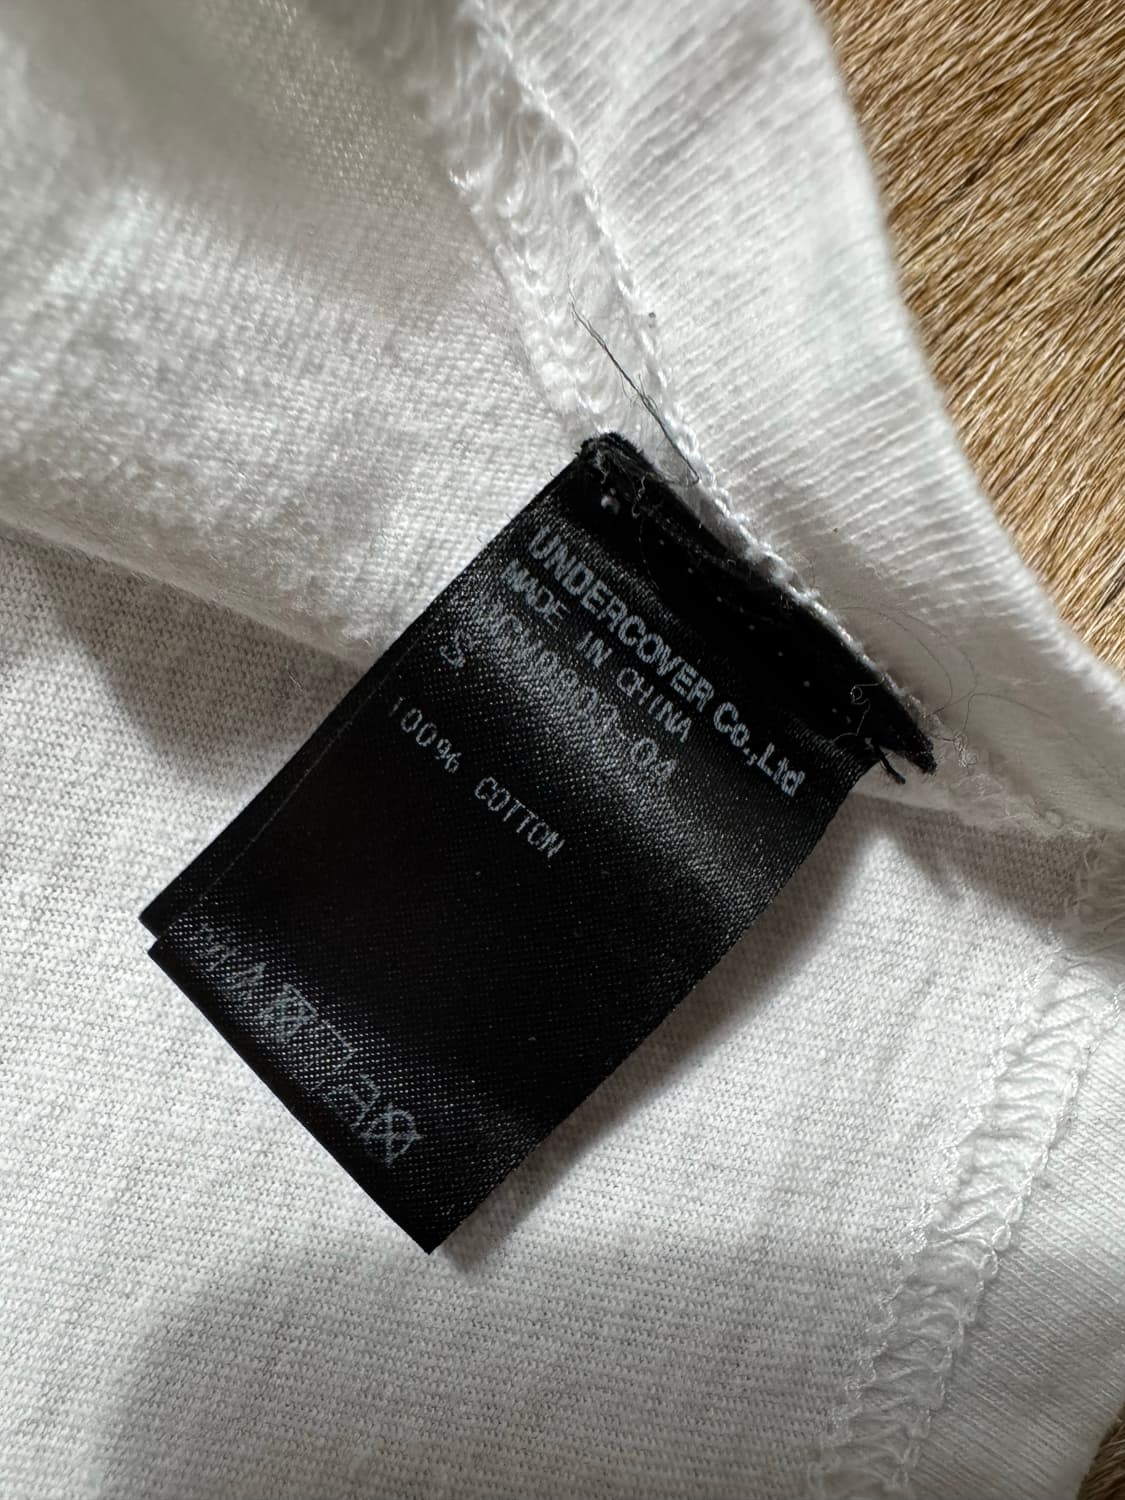 UNDERCOVER Co.,Ltd
MADE IN CHINA
S
100% COTTON